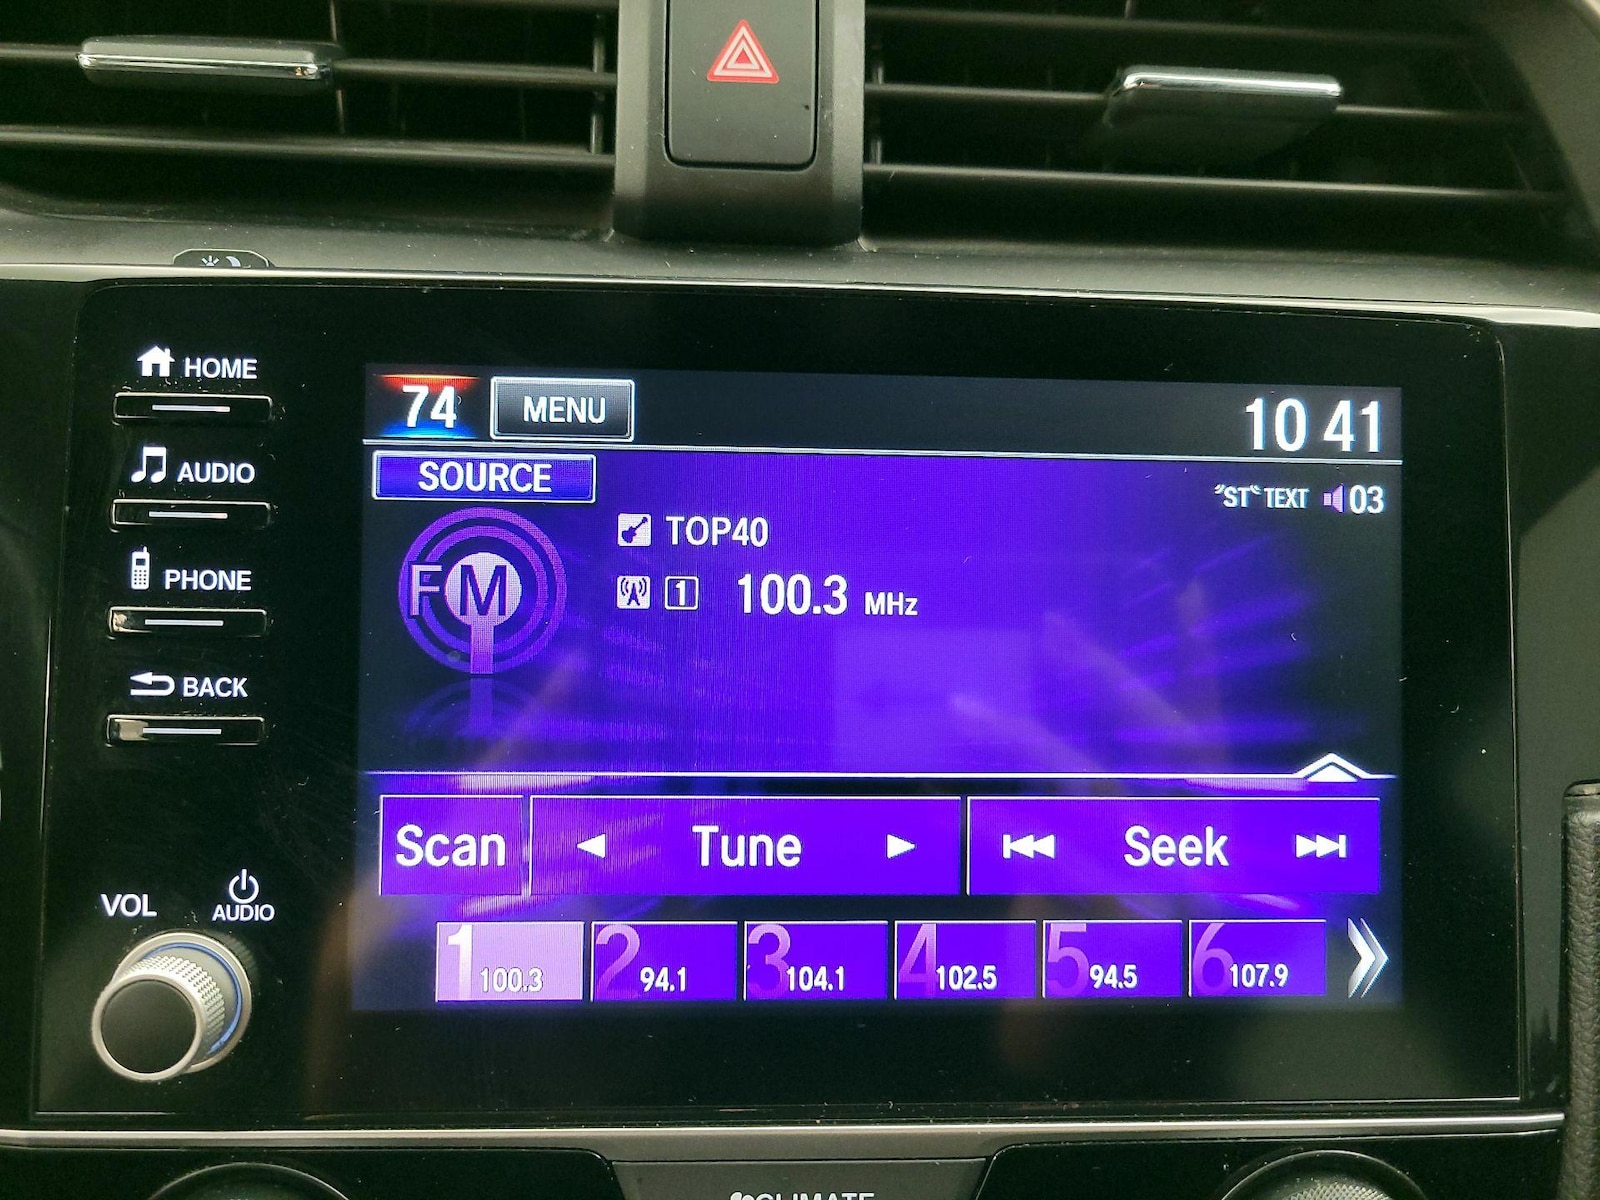 HOME
AUDIO
PHONE
BACK
VOL
AUDIO
74 MENU 10 41
SOURCE
"ST" TEXT 03
FM
TOP40
1 100.3 MHz
Scan Tune Seek
1 100.3 2 94.1 3 104.1 4 102.5 5 94.5 6 107.9
CLIMATE